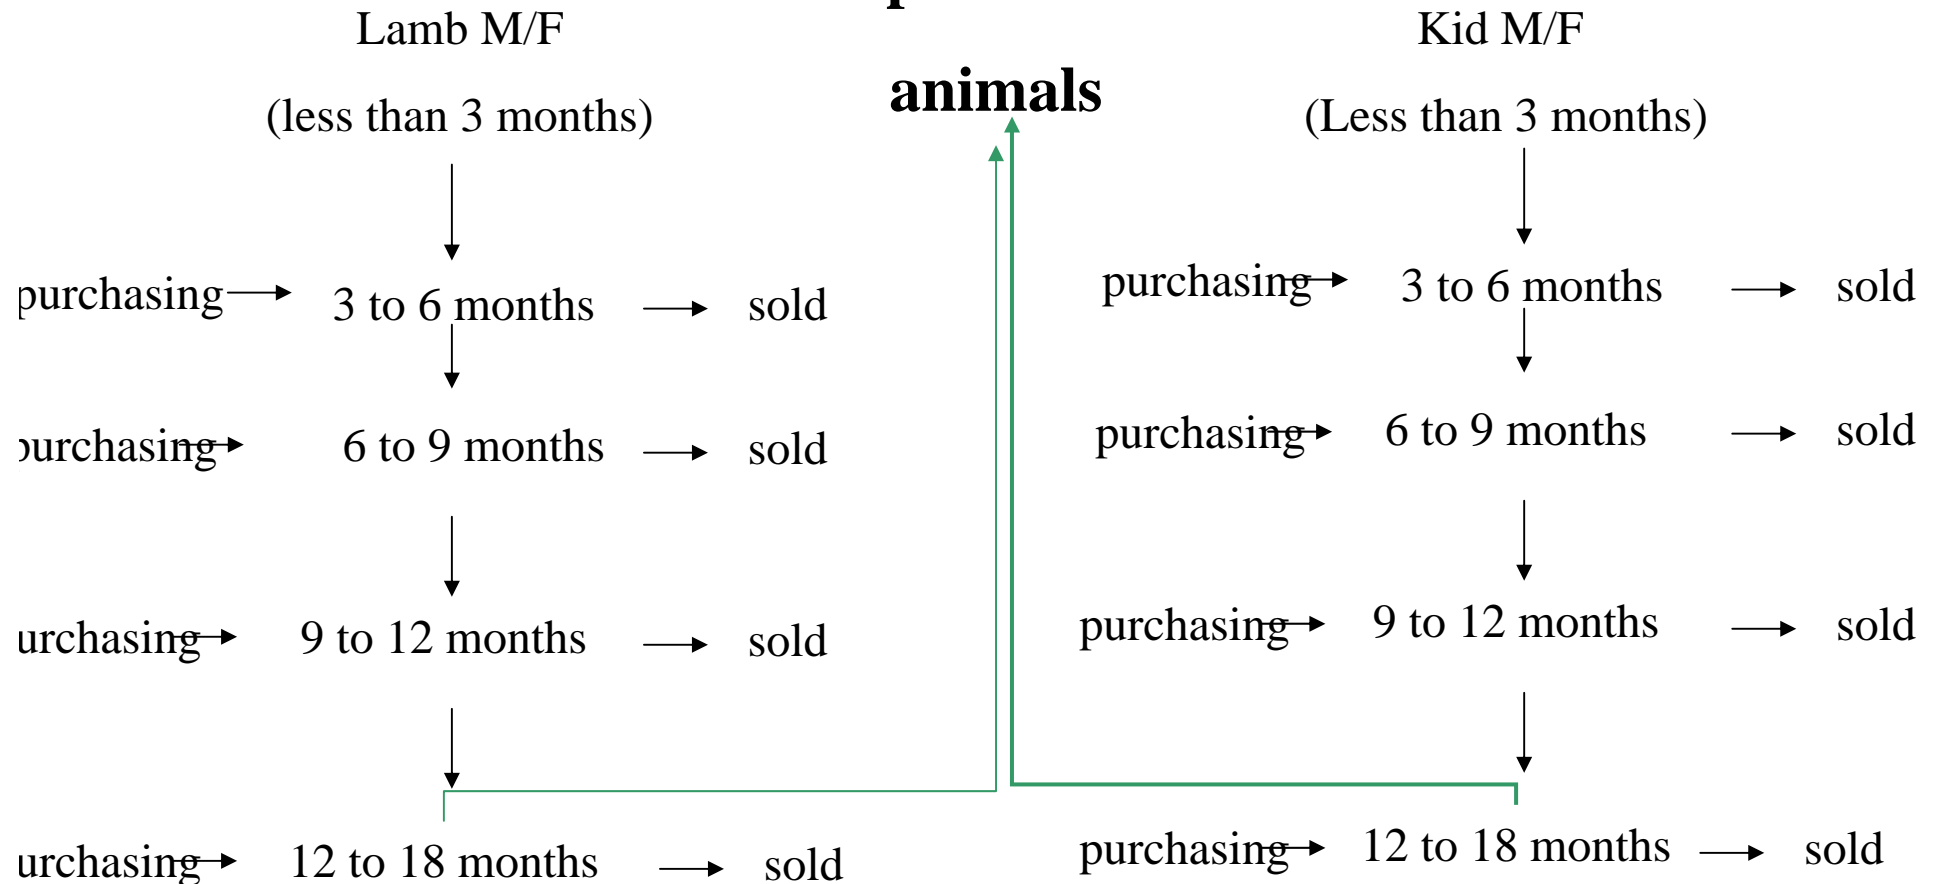 Lamb M/F
(less than 3 months)
purchasing 3 to 6 months sold
purchasing 6 to 9 months sold
urchasing 9 to 12 months sold
urchasing 12 to 18 months sold
animals
Kid M/F
(Less than 3 months)
purchasing 3 to 6 months sold
purchasing 6 to 9 months sold
purchasing 9 to 12 months sold
purchasing 12 to 18 months sold